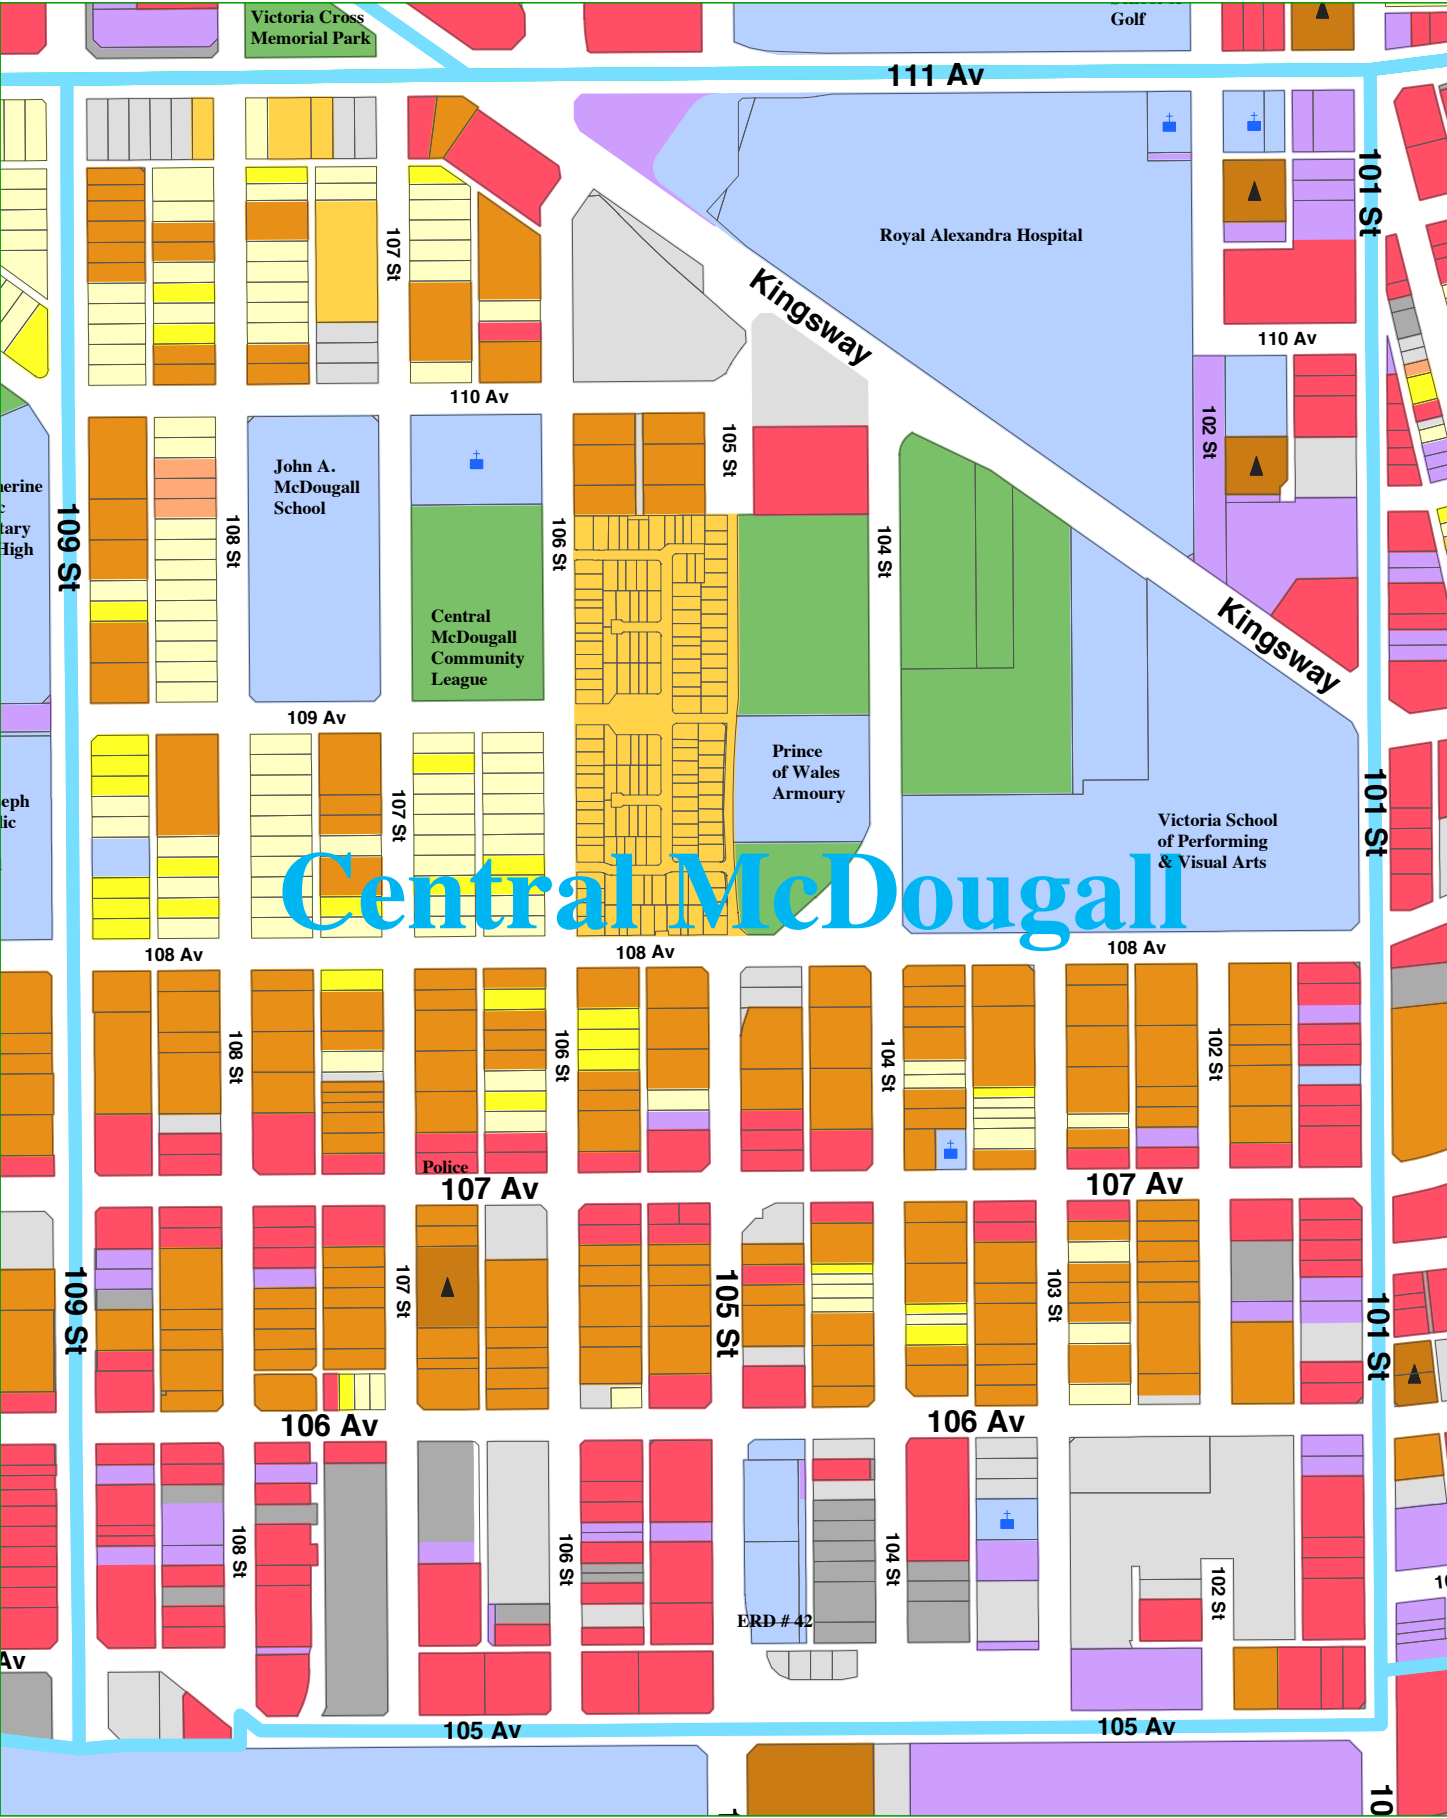 Victoria Cross
Memorial Park
Golf
111 Av
101 St
Royal Alexandra Hospital
107 St
Kingsway
110 Av
110 Av
105 St
102 St
John A.
McDougall
School
109 St
108 St
106 St
104 St
Central
McDougall
Community
League
Kingsway
109 Av
Prince
of Wales
Armoury
107 St
101 St
Victoria School
of Performing
& Visual Arts
Central McDougall
108 Av
108 Av
108 Av
108 St
106 St
104 St
102 St
Police
107 Av
107 Av
109 St
107 St
105 St
103 St
101 St
106 Av
106 Av
108 St
106 St
104 St
102 St
ERD # 42
Av
105 Av
105 Av
10